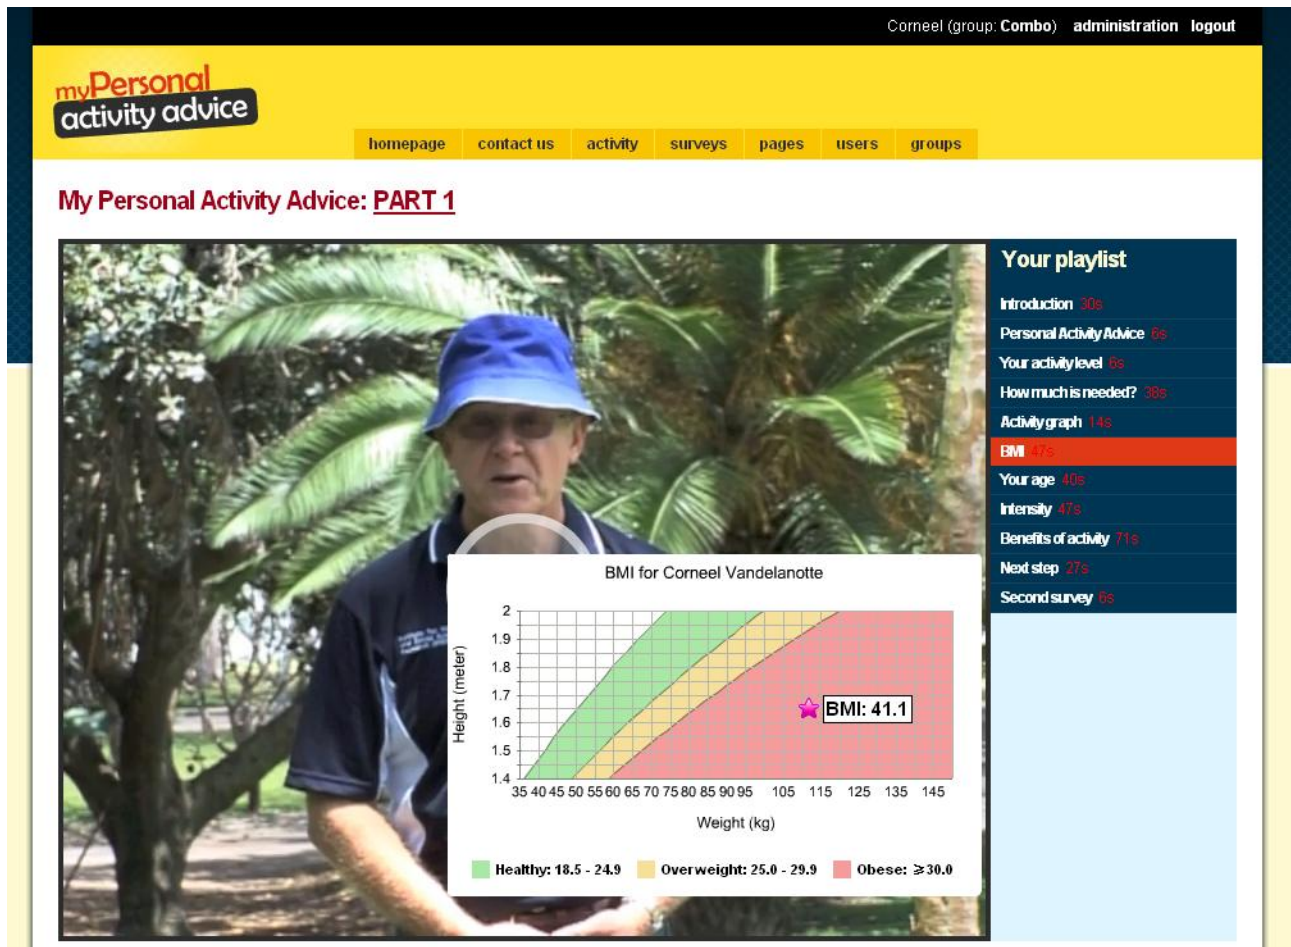 Corneel (group: Combo) administration logout
myPersonal
activity advice
homepage contact us activity surveys pages users groups
My Personal Activity Advice: PART 1
Your playlist
Introduction 30s
Personal Activity Advice 6s
Your activity level 6s
How much is needed? 38s
Activity graph 14s
BMI 47s
Your age 40s
Intensity 47s
Benefits of activity 71s
Next step 27s
Second survey 6s
BMI for Corneel Vandelanotte
Height (meter)
2
1.9
1.8
1.7
1.6
1.5
1.4
BMI: 41.1
35 40 45 50 55 60 65 70 75 80 85 90 95 105 115 125 135 145
Weight (kg)
Healthy: 18.5 - 24.9 Overweight: 25.0 - 29.9 Obese: ≥30.0